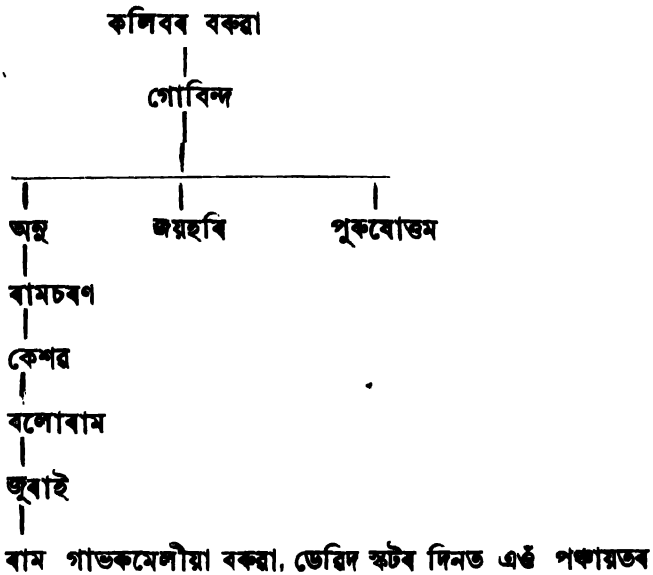 কলিবৰ বৰুৱা
গোবিন্দ
অন্নু জয়হৰি পুৰুষোত্তম
ৰামচৰণ
কেশৱ
বলোৰাম
জূৰাই
ৰাম গাভৰুমেলীয়া বৰুৱা, ডেৱিদ স্কটৰ দিনত এওঁ পঞ্চায়তৰ